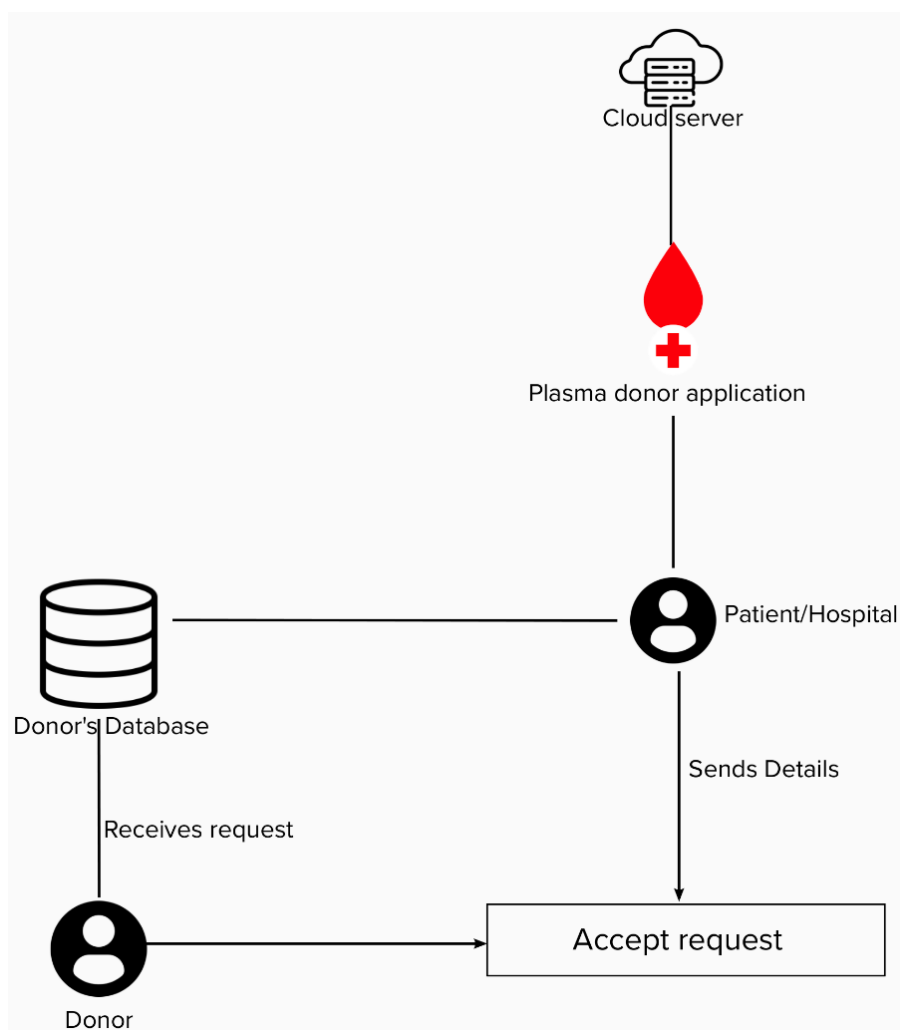 Cloud server
Plasma donor application
Patient/Hospital
Donor's Database
Sends Details
Receives request
Accept request
Donor